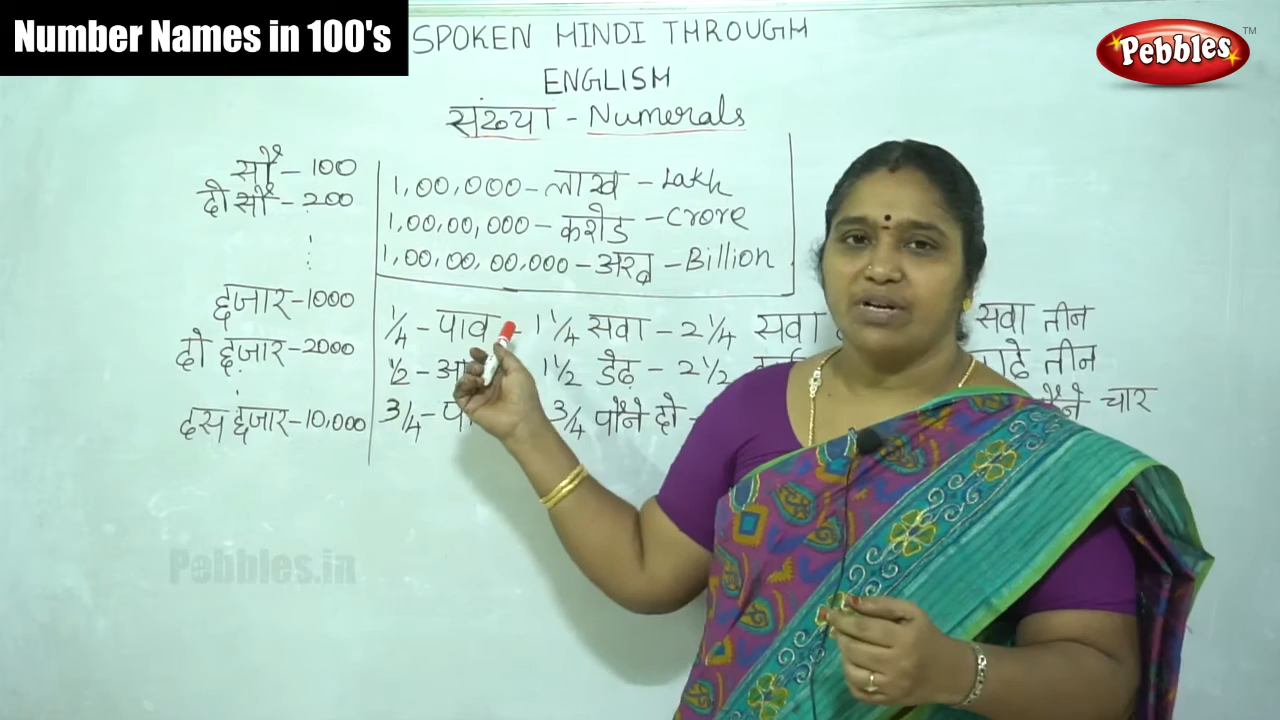 Number Names in 100's
Pebbles™
SPOKEN HINDI THROUGH
ENGLISH
संख्या - Numerals
सौ - 100
दो सौ - 200
हज़ार - 1000
दो हज़ार - 2000
दस हज़ार - 10,000
1,00,000 - लाख - Lakh
1,00,00,000 - करोड - Crore
1,00,00,00,000 - अरब - Billion
1/4 - पाव - 1 1/4 सवा - 2 1/4 सवा सवा तीन
1/2 - 1 1/2 डेढ़ - 2 1/2 तीन
3/4 - 3/4 पौने दो - चार
Pebbles.in